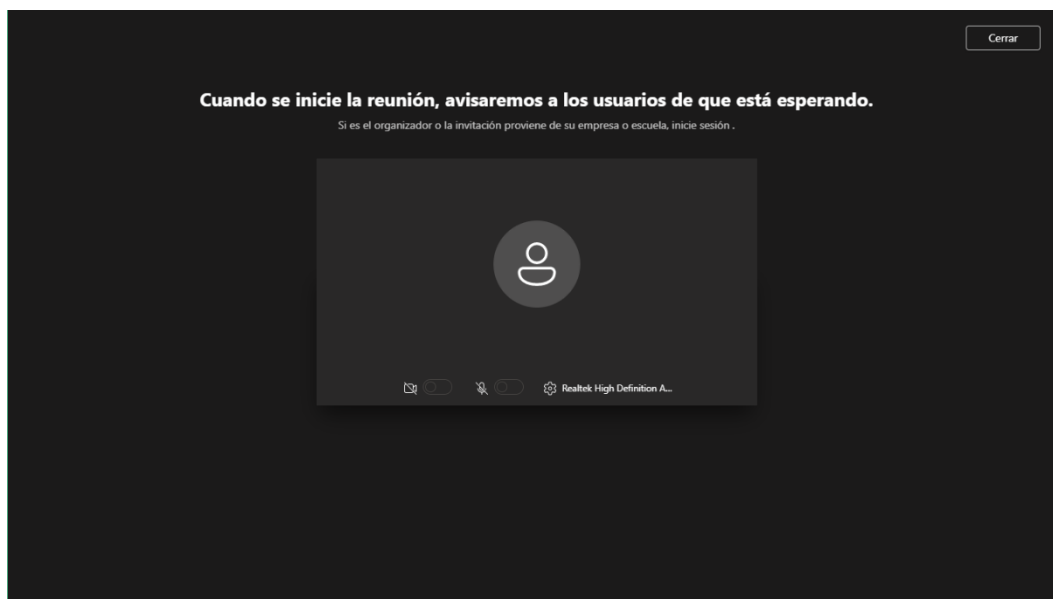 Cerrar
Cuando se inicie la reunión, avisaremos a los usuarios de que está esperando.
Si es el organizador o la invitación proviene de su empresa o escuela, inicie sesión .
Realtek High Definition A...